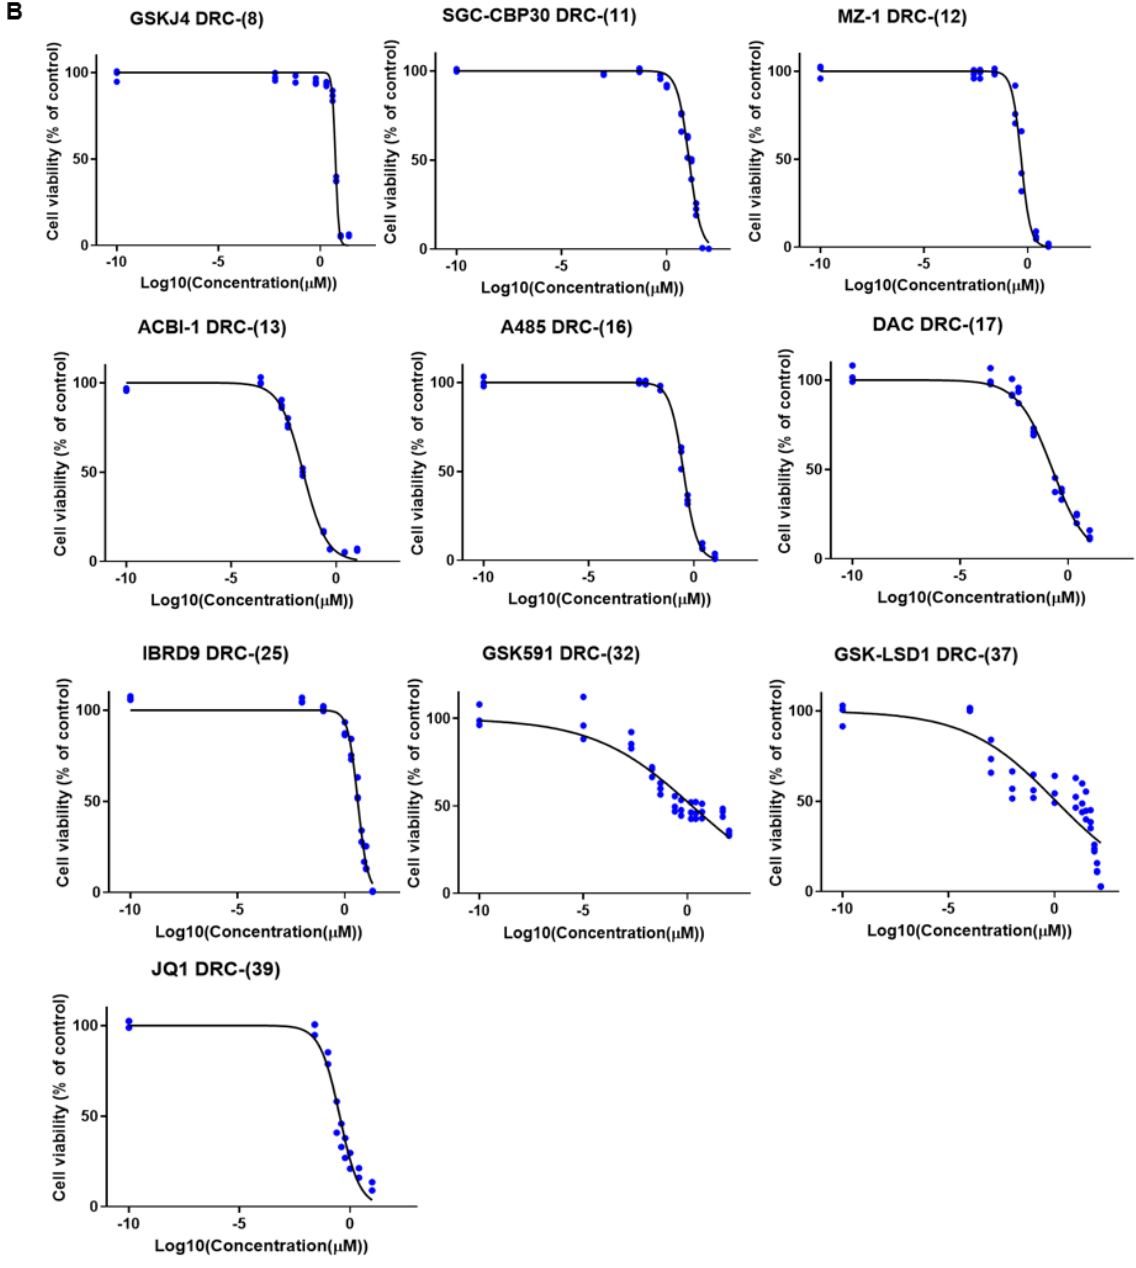 B
GSKJ4 DRC-(8)
SGC-CBP30 DRC-(11)
MZ-1 DRC-(12)
Cell viability (% of control)
100
50
0
-10
-5
0
Log10(Concentration(μM))
Cell viability (% of control)
100
50
0
-10
-5
0
Log10(Concentration(μM))
Cell viability (% of control)
100
50
0
-10
-5
0
Log10(Concentration(μM))
ACBI-1 DRC-(13)
A485 DRC-(16)
DAC DRC-(17)
Cell viability (% of control)
100
50
0
-10
-5
0
Log10(Concentration(μM))
Cell viability (% of control)
100
50
0
-10
-5
0
Log10(Concentration(μM))
Cell viability (% of control)
100
50
0
-10
-5
0
Log10(Concentration(μM))
IBRD9 DRC-(25)
GSK591 DRC-(32)
GSK-LSD1 DRC-(37)
Cell viability (% of control)
100
50
0
-10
-5
0
Log10(Concentration(μM))
Cell viability (% of control)
100
50
0
-10
-5
0
Log10(Concentration(μM))
Cell viability (% of control)
100
50
0
-10
-5
0
Log10(Concentration(μM))
JQ1 DRC-(39)
Cell viability (% of control)
100
50
0
-10
-5
0
Log10(Concentration(μM))